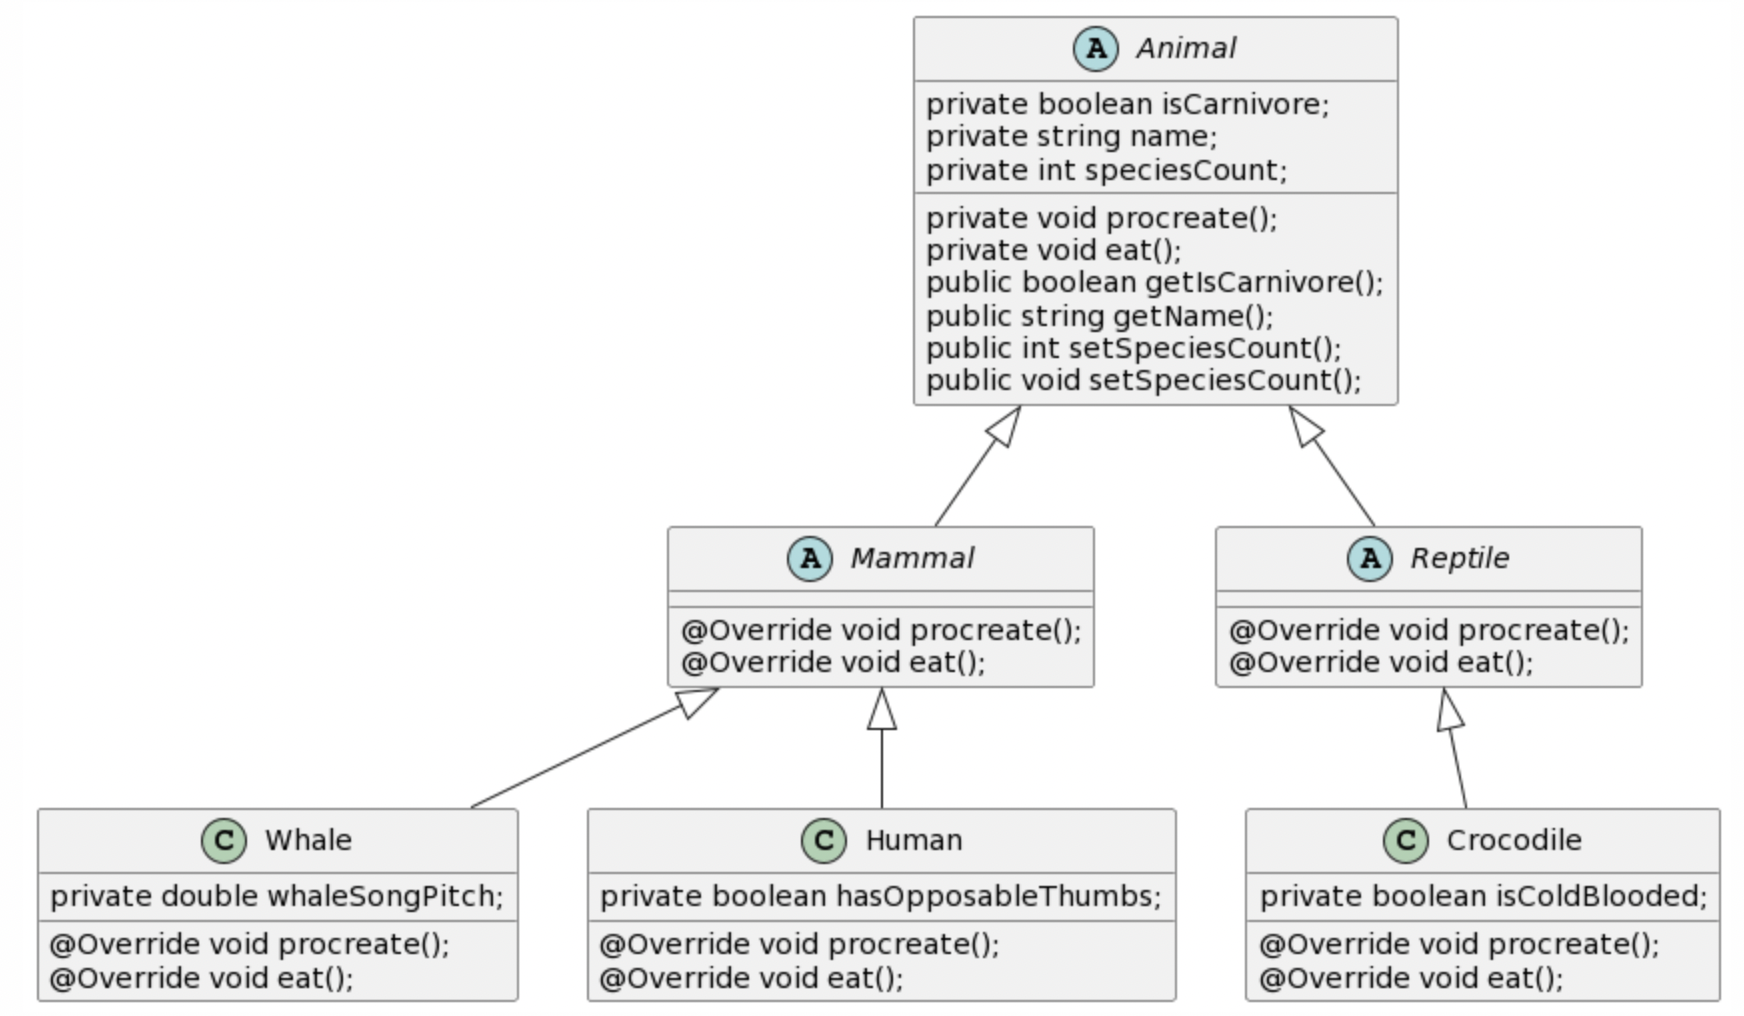 A Animal
private boolean isCarnivore;
private string name;
private int speciesCount;
private void procreate();
private void eat();
public boolean getIsCarnivore();
public string getName();
public int setSpeciesCount();
public void setSpeciesCount();
A Mammal
@Override void procreate();
@Override void eat();
A Reptile
@Override void procreate();
@Override void eat();
C Whale
private double whaleSongPitch;
@Override void procreate();
@Override void eat();
C Human
private boolean hasOpposableThumbs;
@Override void procreate();
@Override void eat();
C Crocodile
private boolean isColdBlooded;
@Override void procreate();
@Override void eat();